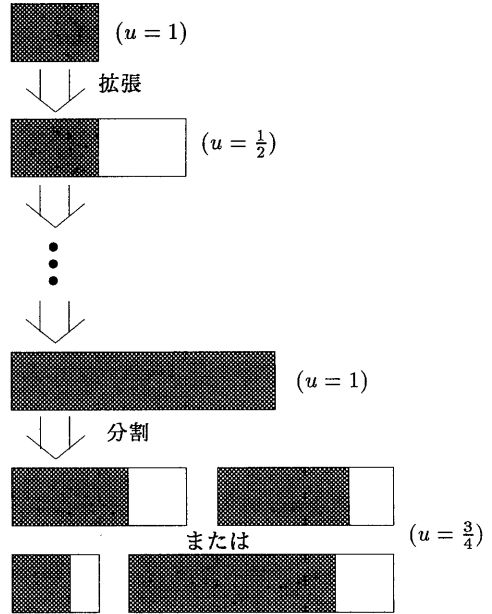 (u = 1)
拡張
(u = 1/2)
(u = 1)
分割
または
(u = 3/4)